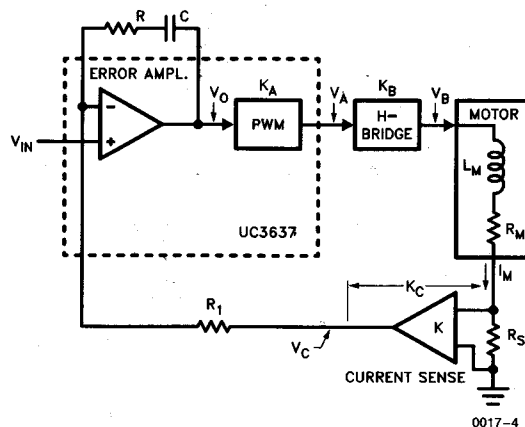 R
C
ERROR AMPL.
V_O
K_A
V_A
K_B
V_B
MOTOR
-
+
V_IN
PWM
H-
BRIDGE
L_M
R_M
UC3637
I_M
K_C
R_1
K
R_S
V_C
CURRENT SENSE
0017-4